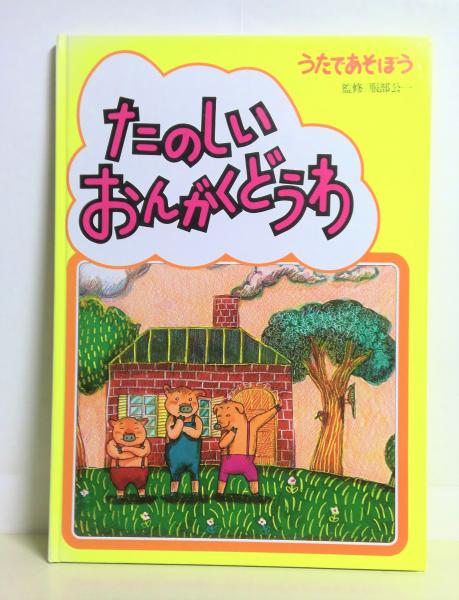 うたであそぼう
監修/服部公一
たのしい
おんがくどうわ